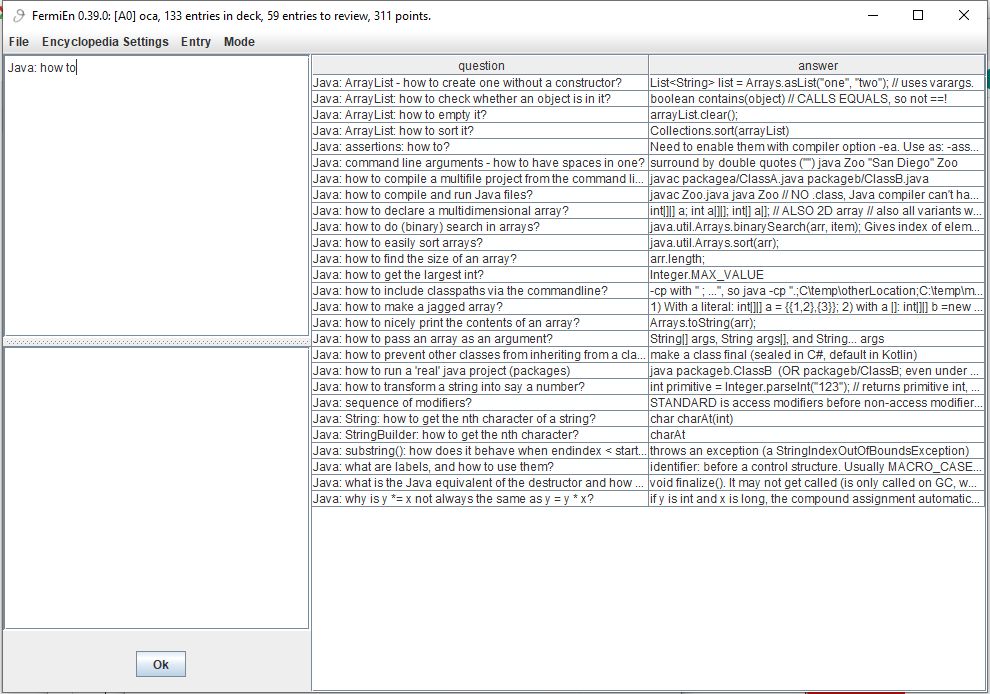 FermiEn 0.39.0: [A0] oca, 133 entries in deck, 59 entries to review, 311 points.
File Encyclopedia Settings Entry Mode
Java: how to
question answer
Java: ArrayList - how to create one without a constructor? List<String> list = Arrays.asList("one", "two"); // uses varargs.
Java: ArrayList: how to check whether an object is in it? boolean contains(object) // CALLS EQUALS, so not ==!
Java: ArrayList: how to empty it? arrayList.clear();
Java: ArrayList: how to sort it? Collections.sort(arrayList)
Java: assertions: how to? Need to enable them with compiler option -ea. Use as: -ass...
Java: command line arguments - how to have spaces in one? surround by double quotes ("") java Zoo "San Diego" Zoo
Java: how to compile a multifile project from the command li... javac packagea/ClassA.java packageb/ClassB.java
Java: how to compile and run Java files? javac Zoo.java java Zoo // NO .class, Java compiler can't ha...
Java: how to declare a multidimensional array? int[][] a; int a[][]; int[] a[]; // ALSO 2D array // also all variants w...
Java: how to do (binary) search in arrays? java.util.Arrays.binarySearch(arr, item); Gives index of elem...
Java: how to easily sort arrays? java.util.Arrays.sort(arr);
Java: how to find the size of an array? arr.length;
Java: how to get the largest int? Integer.MAX_VALUE
Java: how to include classpaths via the commandline? -cp with " ; ...", so java -cp ".;C:\temp\otherLocation;C:\temp\m...
Java: how to make a jagged array? 1) With a literal: int[][] a = {{1,2},{3}}; 2) with a []: int[][] b =new ...
Java: how to nicely print the contents of an array? Arrays.toString(arr);
Java: how to pass an array as an argument? String[] args, String args[], and String... args
Java: how to prevent other classes from inheriting from a cla... make a class final (sealed in C#, default in Kotlin)
Java: how to run a 'real' java project (packages) java packageb.ClassB (OR packageb/ClassB; even under ...
Java: how to transform a string into say a number? int primitive = Integer.parseInt("123"); // returns primitive int, ...
Java: sequence of modifiers? STANDARD is access modifiers before non-access modifier...
Java: String: how to get the nth character of a string? char charAt(int)
Java: StringBuilder: how to get the nth character? charAt
Java: substring(): how does it behave when endindex < start... throws an exception (a StringIndexOutOfBoundsException)
Java: what are labels, and how to use them? identifier: before a control structure. Usually MACRO_CASE...
Java: what is the Java equivalent of the destructor and how ... void finalize(). It may not get called (is only called on GC, w...
Java: why is y *= x not always the same as y = y * x? if y is int and x is long, the compound assignment automatic...
Ok